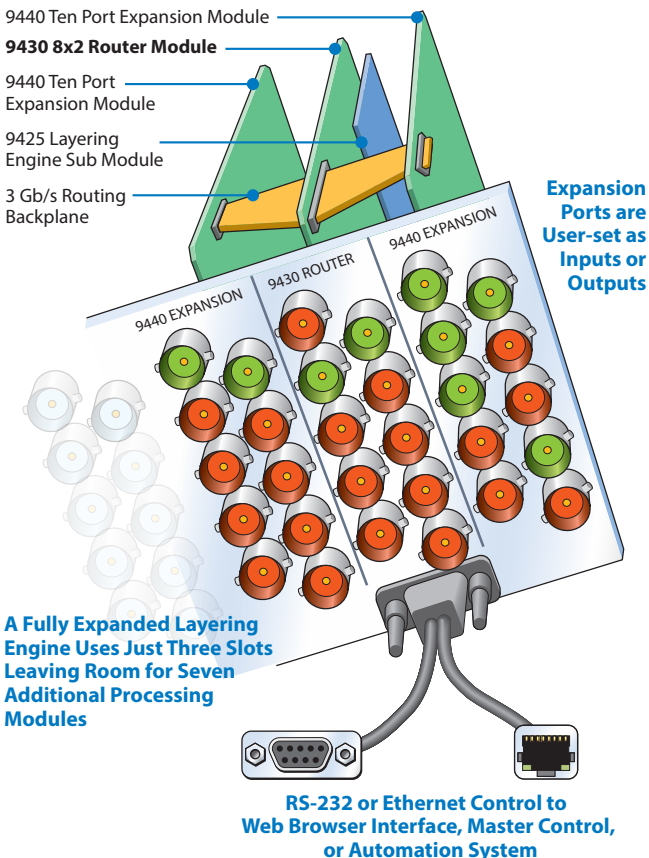 9440 Ten Port Expansion Module
9430 8x2 Router Module
9440 Ten Port
Expansion Module
9425 Layering
Engine Sub Module
3 Gb/s Routing
Backplane
Expansion
Ports are
User-set as
Inputs or
Outputs
9440 EXPANSION
9430 ROUTER
9440 EXPANSION
A Fully Expanded Layering
Engine Uses Just Three Slots
Leaving Room for Seven
Additional Processing
Modules
RS-232 or Ethernet Control to
Web Browser Interface, Master Control,
or Automation System